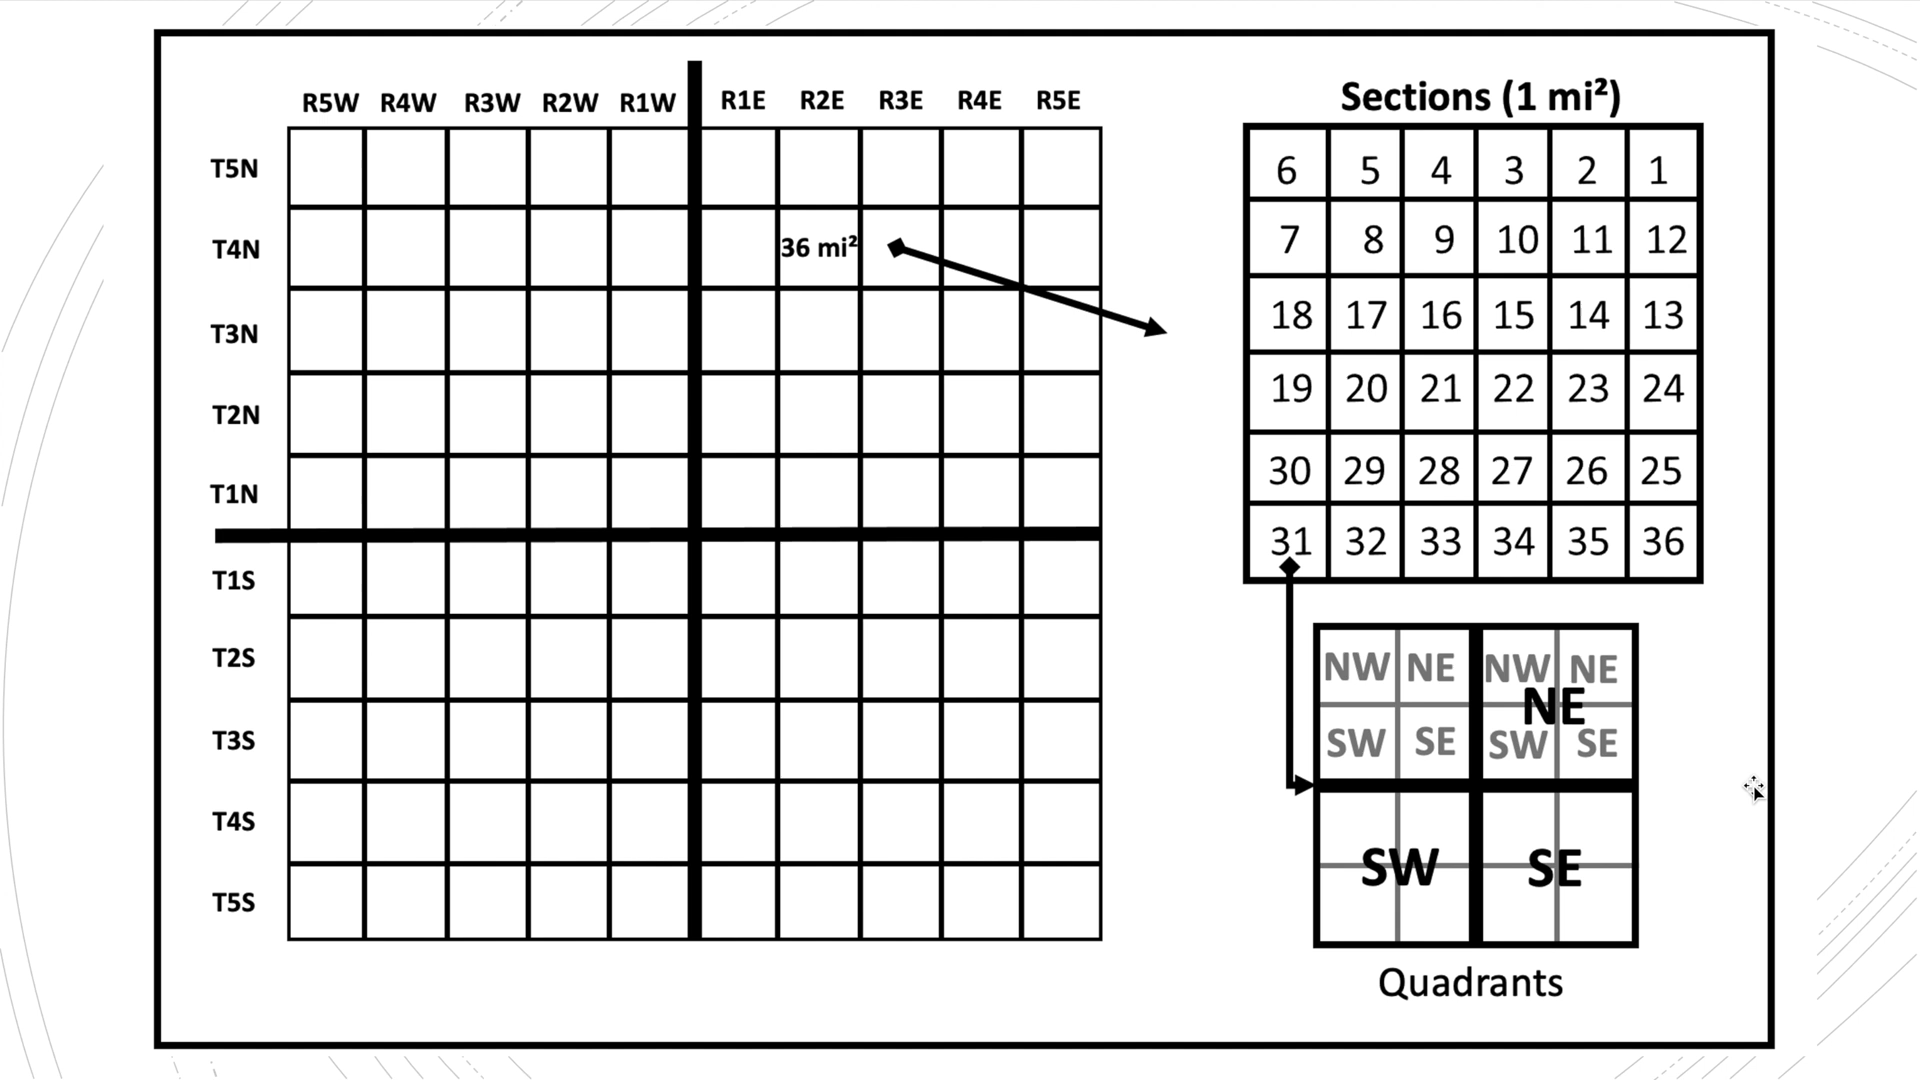 R5W R4W R3W R2W R1W R1E R2E R3E R4E R5E
T5N
T4N
36 mi²
T3N
T2N
T1N
T1S
T2S
T3S
T4S
T5S
Sections (1 mi²)
6 5 4 3 2 1
7 8 9 10 11 12
18 17 16 15 14 13
19 20 21 22 23 24
30 29 28 27 26 25
31 32 33 34 35 36
NW NE NW NE
NE
SW SE SW SE
SW SE
Quadrants